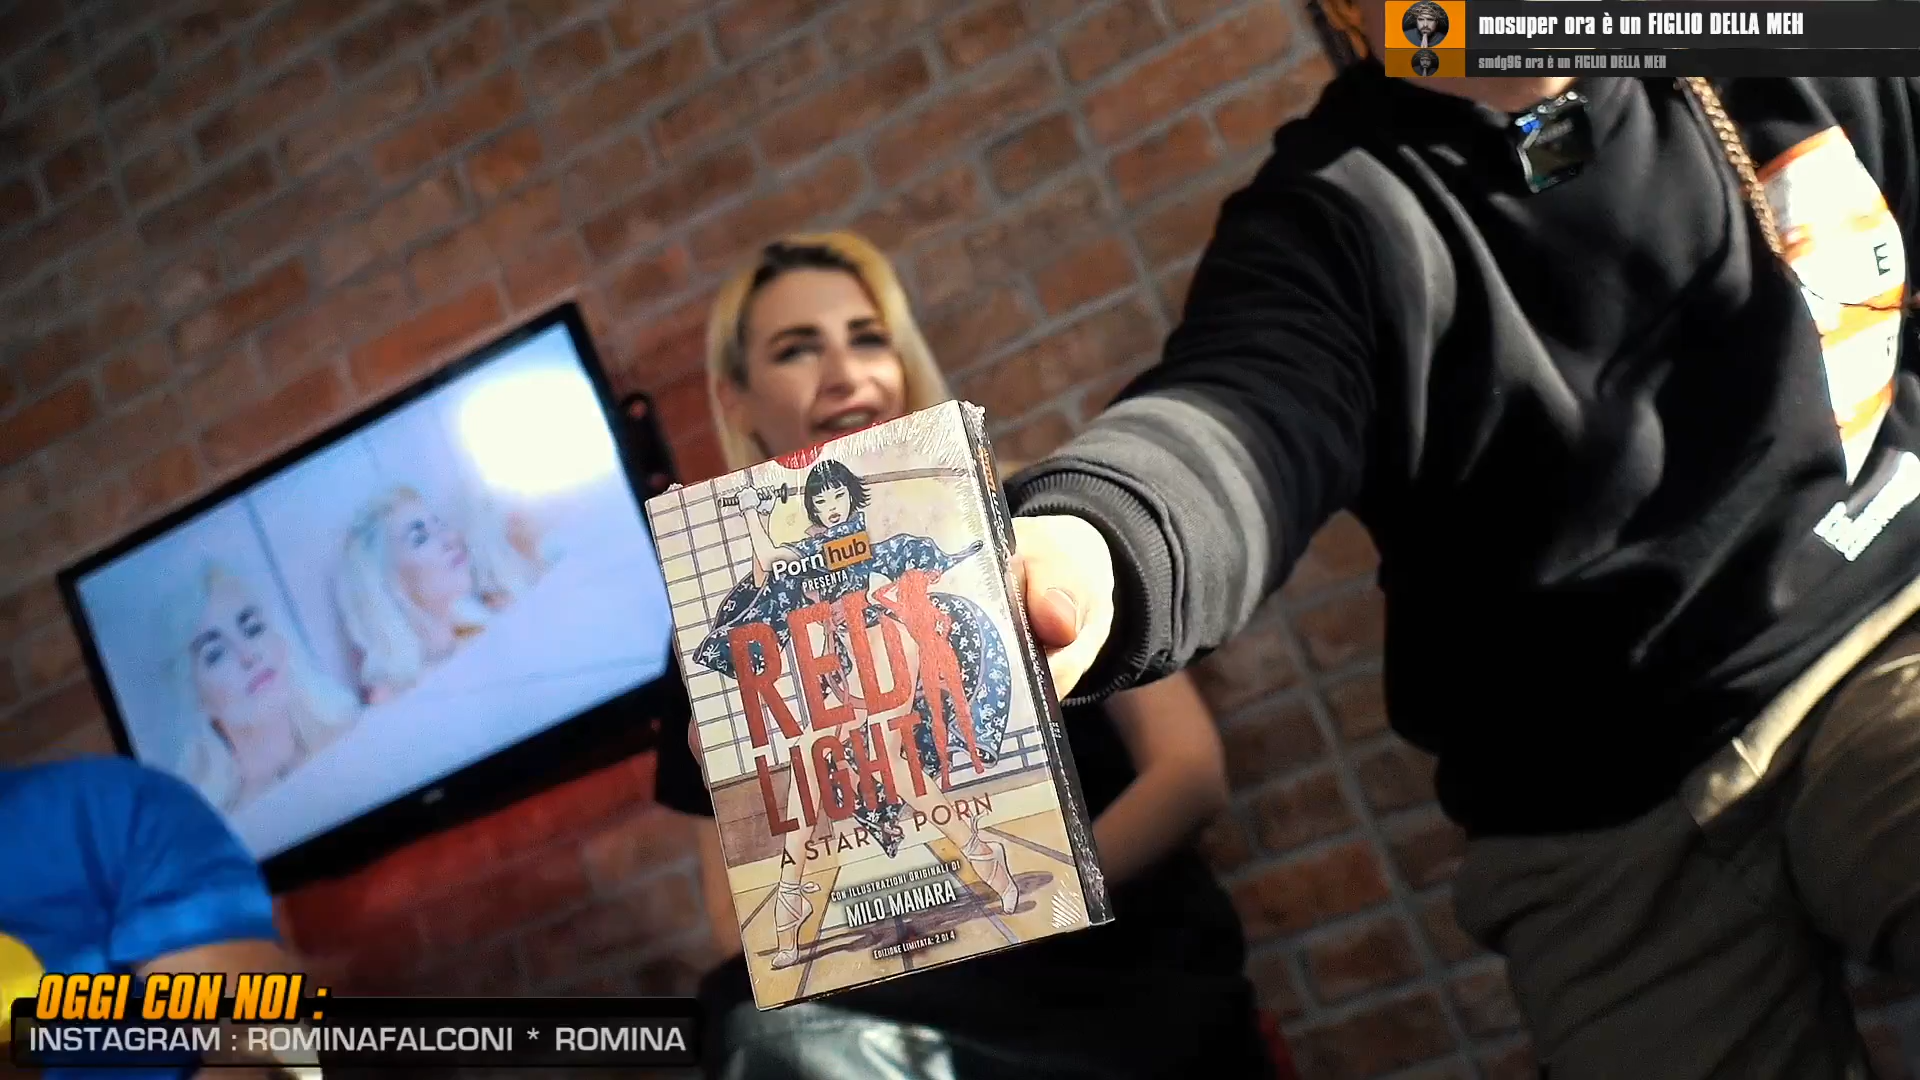 mosuper ora è un FIGLIO DELLA MEH
smdg96 ora è un FIGLIO DELLA MEH
Pornhub
PRESENTA
RED
LIGHT
A STAR IS PORN
CON ILLUSTRAZIONI ORIGINALI DI
MILO MANARA
EDIZIONE LIMITATA: 2 DI 4
OGGI CON NOI :
INSTAGRAM : ROMINAFALCONI * ROMINA